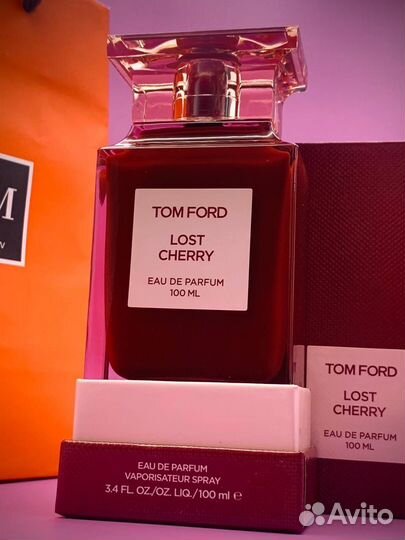 TOM FORD
LOST
CHERRY
EAU DE PARFUM
100 ML
TOM FORD
LOST
CHERRY
EAU DE PARFUM
100 ML
EAU DE PARFUM
VAPORISATEUR SPRAY
3.4 FL. OZ./OZ. LIQ./100 ml ℮
Avito